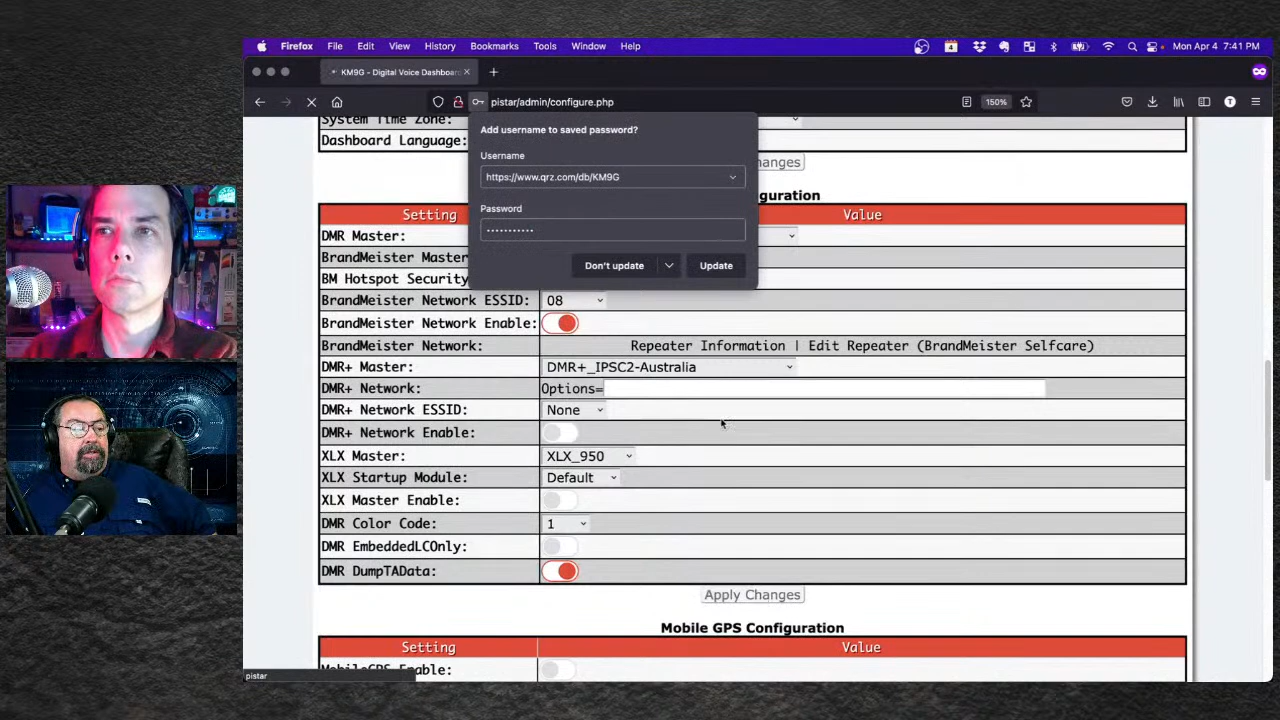 Firefox File Edit View History Bookmarks Tools Window Help Mon Apr 4 7:41 PM
KM9G - Digital Voice Dashboar
pistar/admin/configure.php 150%
System Time Zone:
Dashboard Language:
Add username to saved password?
Username
https://www.qrz.com/db/KM9G
Password
•••••••••••
Don't update Update
hanges
guration
Setting Value
DMR Master:
BrandMeister Master
BM Hotspot Security
BrandMeister Network ESSID: 08
BrandMeister Network Enable:
BrandMeister Network: Repeater Information | Edit Repeater (BrandMeister Selfcare)
DMR+ Master: DMR+_IPSC2-Australia
DMR+ Network: Options=
DMR+ Network ESSID: None
DMR+ Network Enable:
XLX Master: XLX_950
XLX Startup Module: Default
XLX Master Enable:
DMR Color Code: 1
DMR EmbeddedLCOnly:
DMR DumpTAData:
Apply Changes
Mobile GPS Configuration
Setting Value
MobileGPS Enable:
pistar